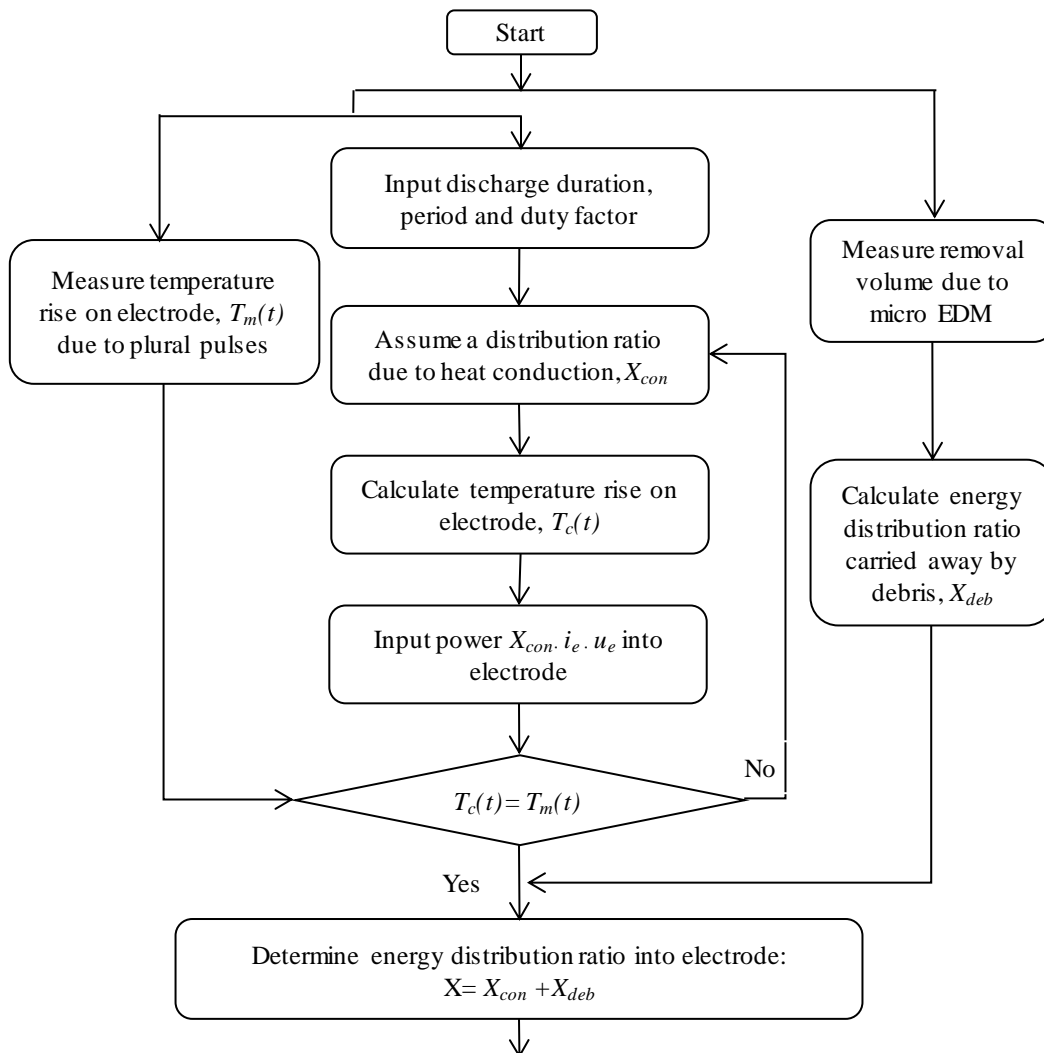 Start
Input discharge duration,
period and duty factor
Measure temperature
rise on electrode, T_m(t)
due to plural pulses
Measure removal
volume due to
micro EDM
Assume a distribution ratio
due to heat conduction, X_con
Calculate temperature rise on
electrode, T_c(t)
Calculate energy
distribution ratio
carried away by
debris, X_deb
Input power X_con. i_e . u_e into
electrode
T_c(t)= T_m(t)
No
Yes
Determine energy distribution ratio into electrode:
X= X_con +X_deb